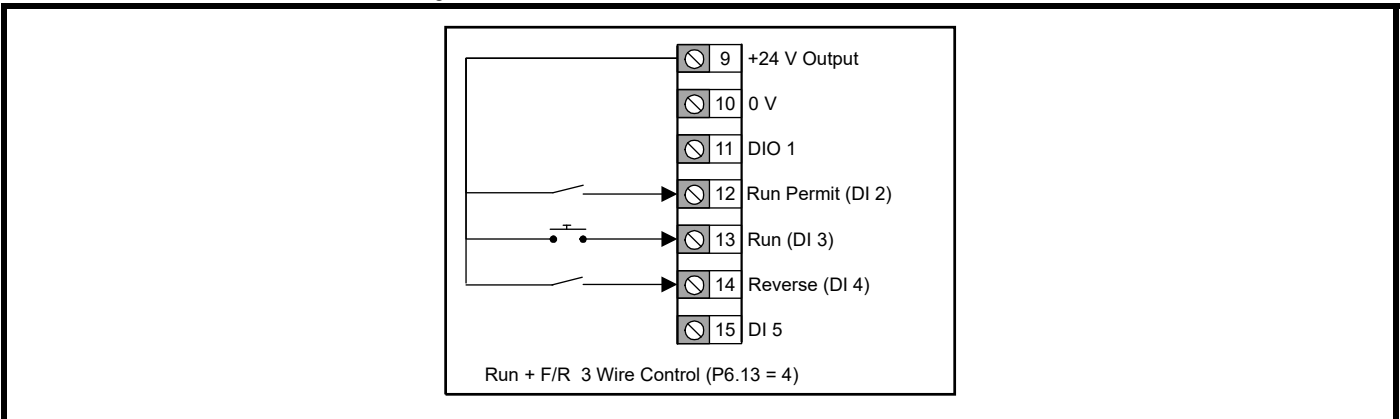 9 +24 V Output
10 0 V
11 DIO 1
12 Run Permit (DI 2)
13 Run (DI 3)
14 Reverse (DI 4)
15 DI 5
Run + F/R 3 Wire Control (P6.13 = 4)